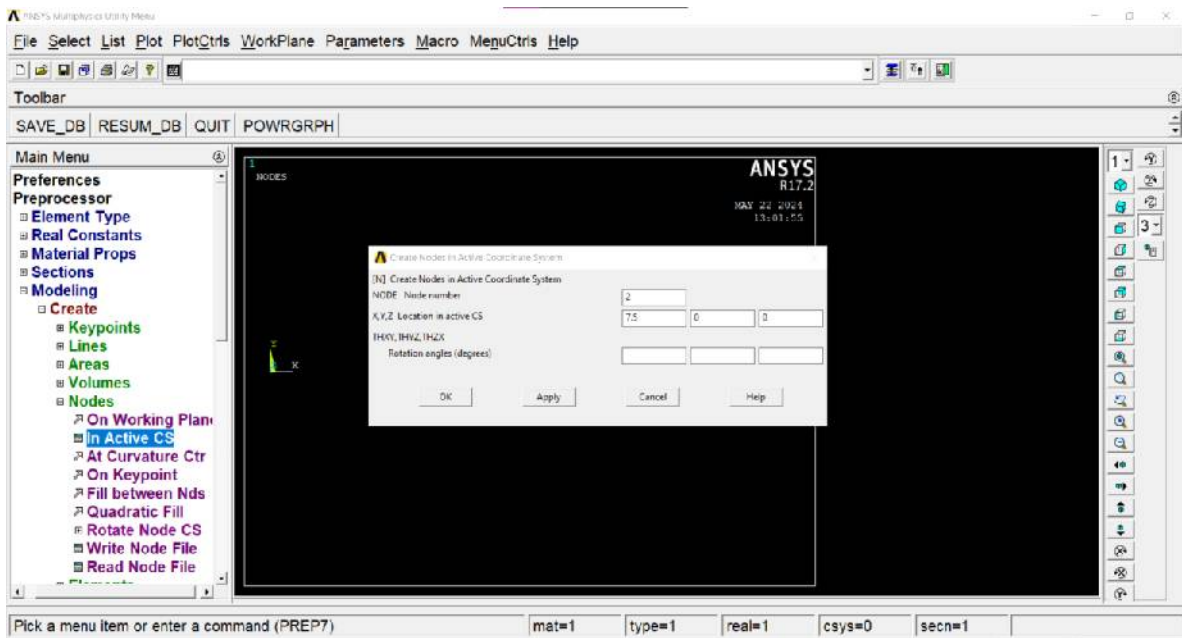 ANSYS Multiphysics Utility Menu
File Select List Plot PlotCtrls WorkPlane Parameters Macro MenuCtrls Help
Toolbar
SAVE_DB RESUM_DB QUIT POWRGRPH
Main Menu
Preferences
Preprocessor
Element Type
Real Constants
Material Props
Sections
Modeling
Create
Keypoints
Lines
Areas
Volumes
Nodes
On Working Plan
In Active CS
At Curvature Ctr
On Keypoint
Fill between Nds
Quadratic Fill
Rotate Node CS
Write Node File
Read Node File
Elements
1
NODES
ANSYS
R17.2
MAY 22 2024
13:01:55
Y
X
Create Nodes in Active Coordinate System
[N] Create Nodes in Active Coordinate System
NODE Node number 2
X,Y,Z Location in active CS 7.5 0 0
THXY,THYZ,THZX
Rotation angles (degrees)
OK Apply Cancel Help
1
3
Pick a menu item or enter a command (PREP7) mat=1 type=1 real=1 csys=0 secn=1